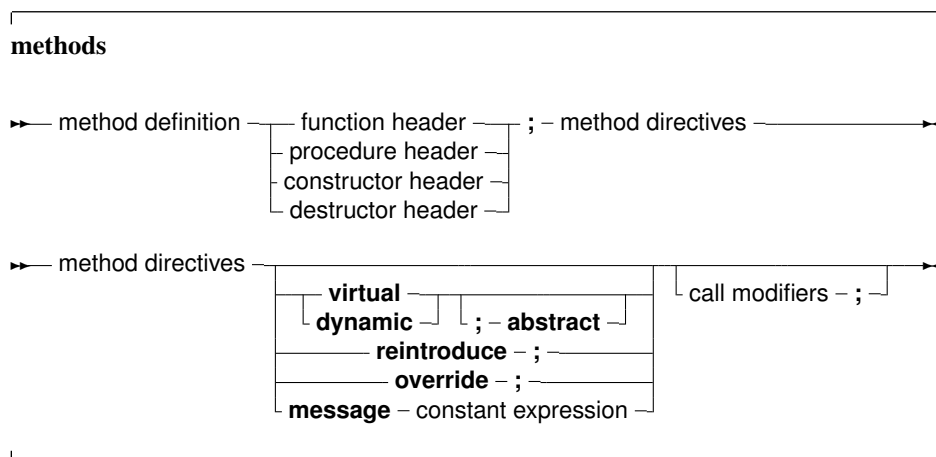 methods
method definition function header ; method directives
procedure header
constructor header
destructor header
method directives
virtual call modifiers ;
dynamic ; abstract
reintroduce ;
override ;
message constant expression